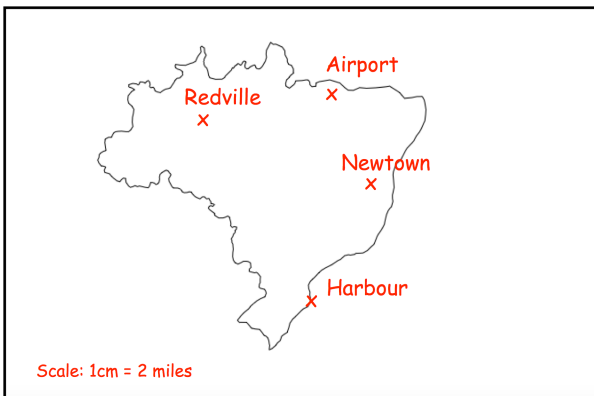 Airport
Redville
x
x
Newtown
x
Harbour
x
Scale: 1cm = 2 miles